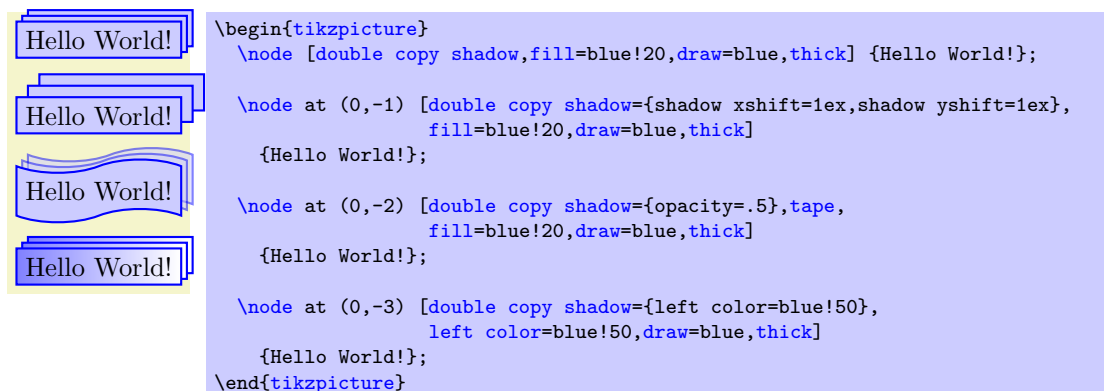 Hello World!
Hello World!
Hello World!
Hello World!
\begin{tikzpicture}
  \node [double copy shadow,fill=blue!20,draw=blue,thick] {Hello World!};

  \node at (0,-1) [double copy shadow={shadow xshift=1ex,shadow yshift=1ex},
                   fill=blue!20,draw=blue,thick]
    {Hello World!};

  \node at (0,-2) [double copy shadow={opacity=.5},tape,
                   fill=blue!20,draw=blue,thick]
    {Hello World!};

  \node at (0,-3) [double copy shadow={left color=blue!50},
                   left color=blue!50,draw=blue,thick]
    {Hello World!};
\end{tikzpicture}